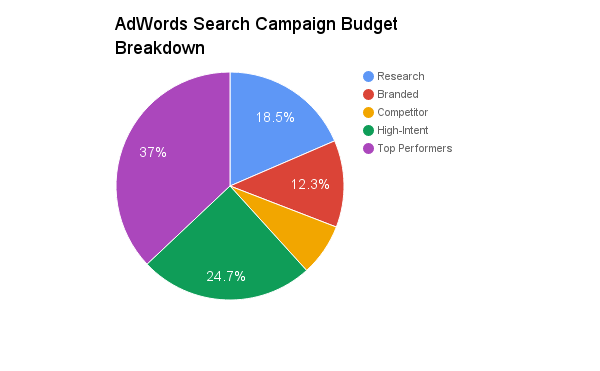 AdWords Search Campaign Budget
Breakdown
Research
Branded
Competitor
High-Intent
Top Performers
18.5%
12.3%
24.7%
37%